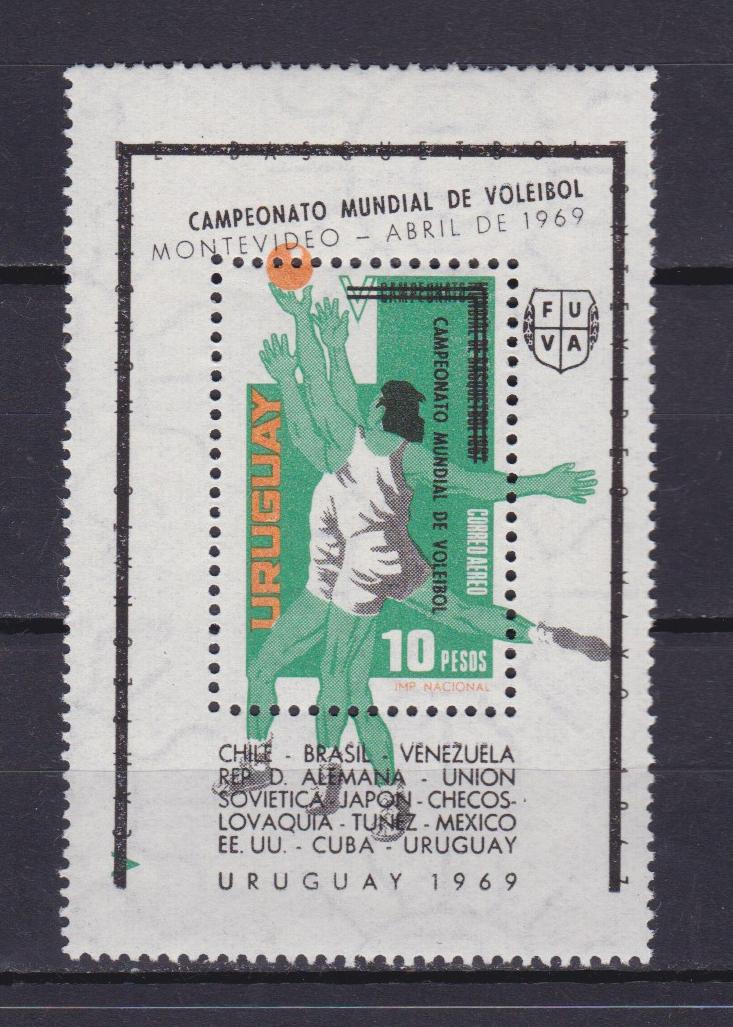 CAMPEONATO MUNDIAL DE VOLEIBOL
MONTEVIDEO - ABRIL DE 1969
F U
V A
V CAMPEONATO
CAMPEONATO MUNDIAL DE VOLEIBOL
URUGUAY
CORREO AEREO
10 PESOS
IMP. NACIONAL
CHILE - BRASIL - VENEZUELA
REP. D. ALEMANA - UNION
SOVIETICA JAPON - CHECOS-
LOVAQUIA - TUNEZ - MEXICO
EE. UU. - CUBA - URUGUAY
URUGUAY 1969